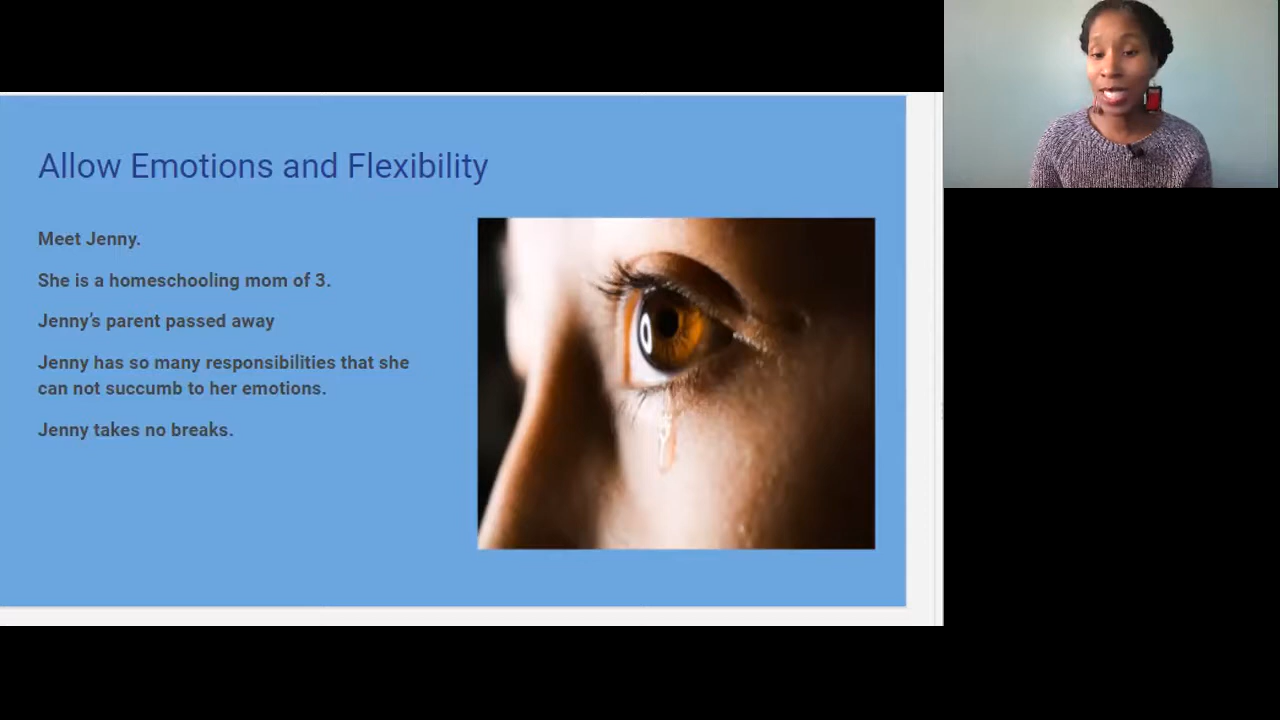 Allow Emotions and Flexibility
Meet Jenny.
She is a homeschooling mom of 3.
Jenny’s parent passed away
Jenny has so many responsibilities that she
can not succumb to her emotions.
Jenny takes no breaks.